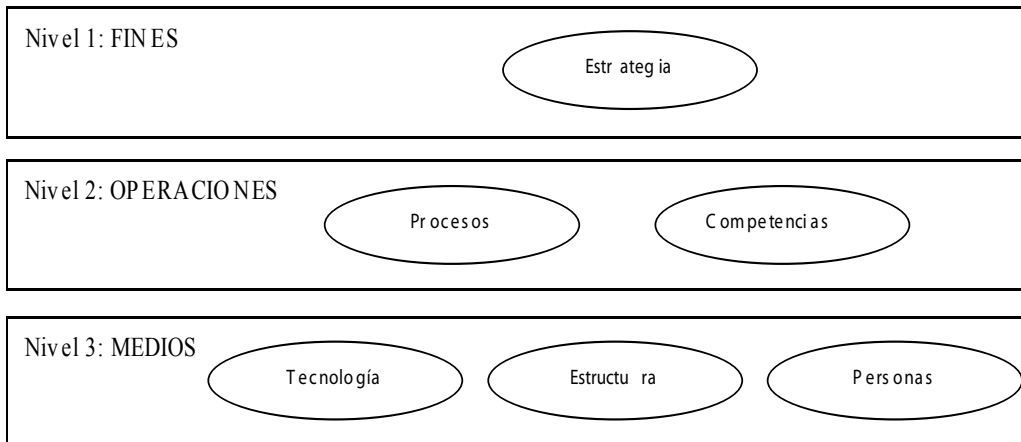 Nivel 1: FINES
Estrategia
Nivel 2: OPERACIONES
Procesos
Competencias
Nivel 3: MEDIOS
Tecnología
Estructura
Personas